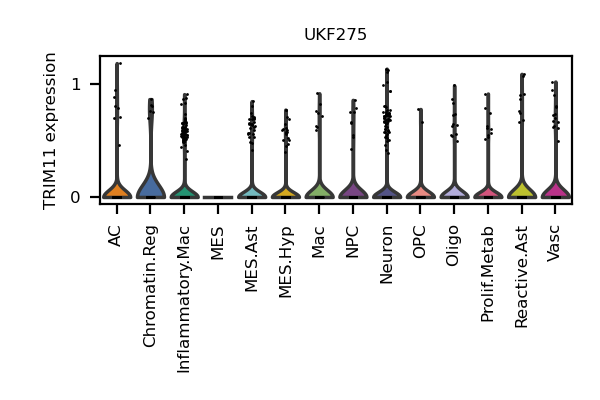 UKF275
TRIM11 expression
1
0
AC
Chromatin.Reg
Inflammatory.Mac
MES
MES.Ast
MES.Hyp
Mac
NPC
Neuron
OPC
Oligo
Prolif.Metab
Reactive.Ast
Vasc